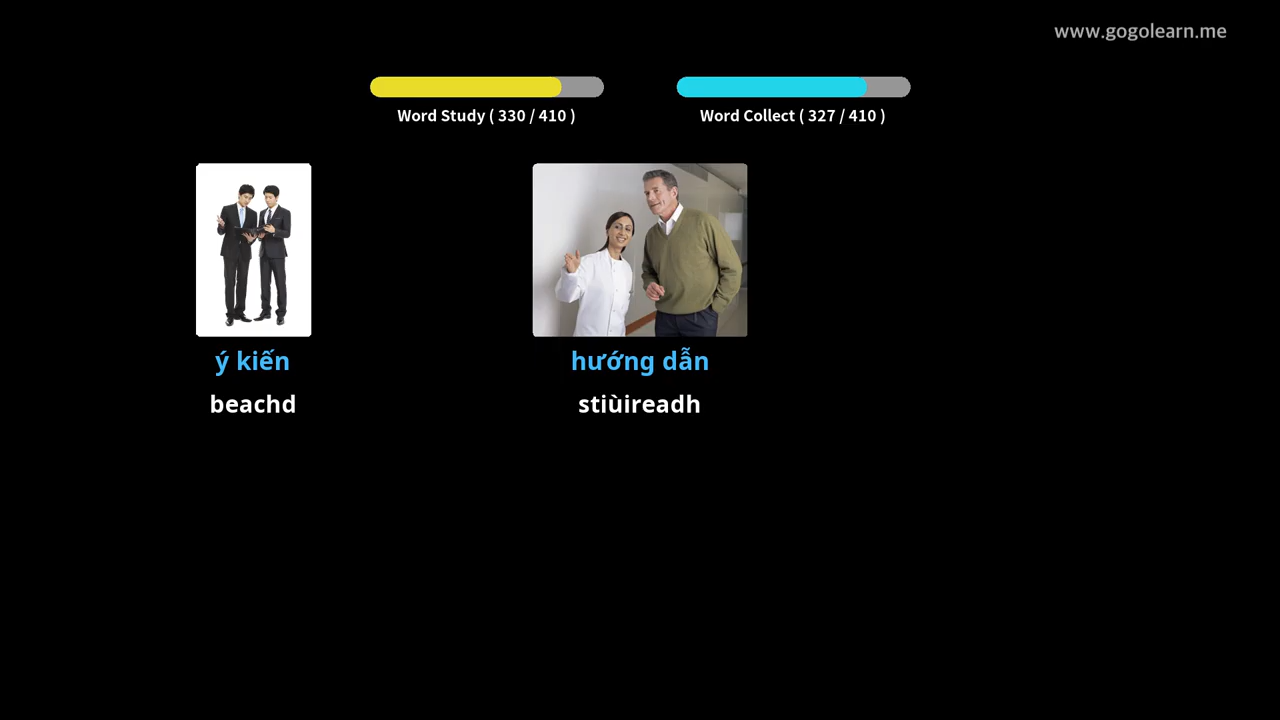 www.gogolearn.me
Word Study ( 330 / 410 )
Word Collect ( 327 / 410 )
ý kiến
hướng dẫn
beachd
stiùireadh